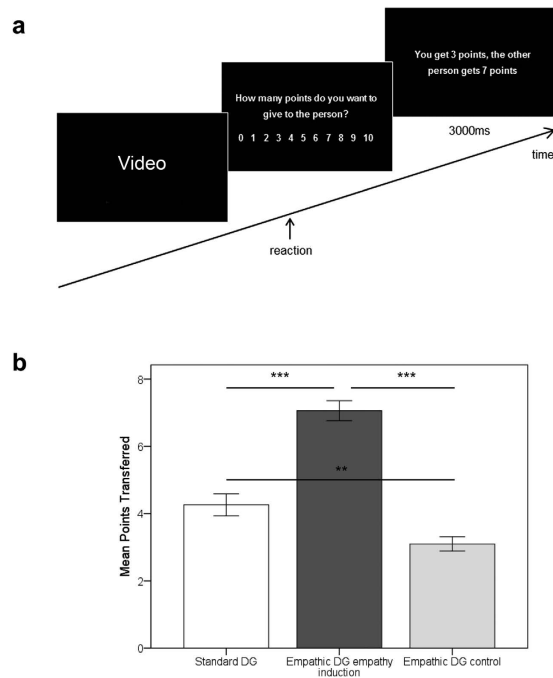 a
Video
How many points do you want to
give to the person?
0 1 2 3 4 5 6 7 8 9 10
You get 3 points, the other
person gets 7 points
3000ms
time
reaction
b
Mean Points Transferred
8
6
4
2
0
***
***
**
Standard DG
Empathic DG empathy
induction
Empathic DG control